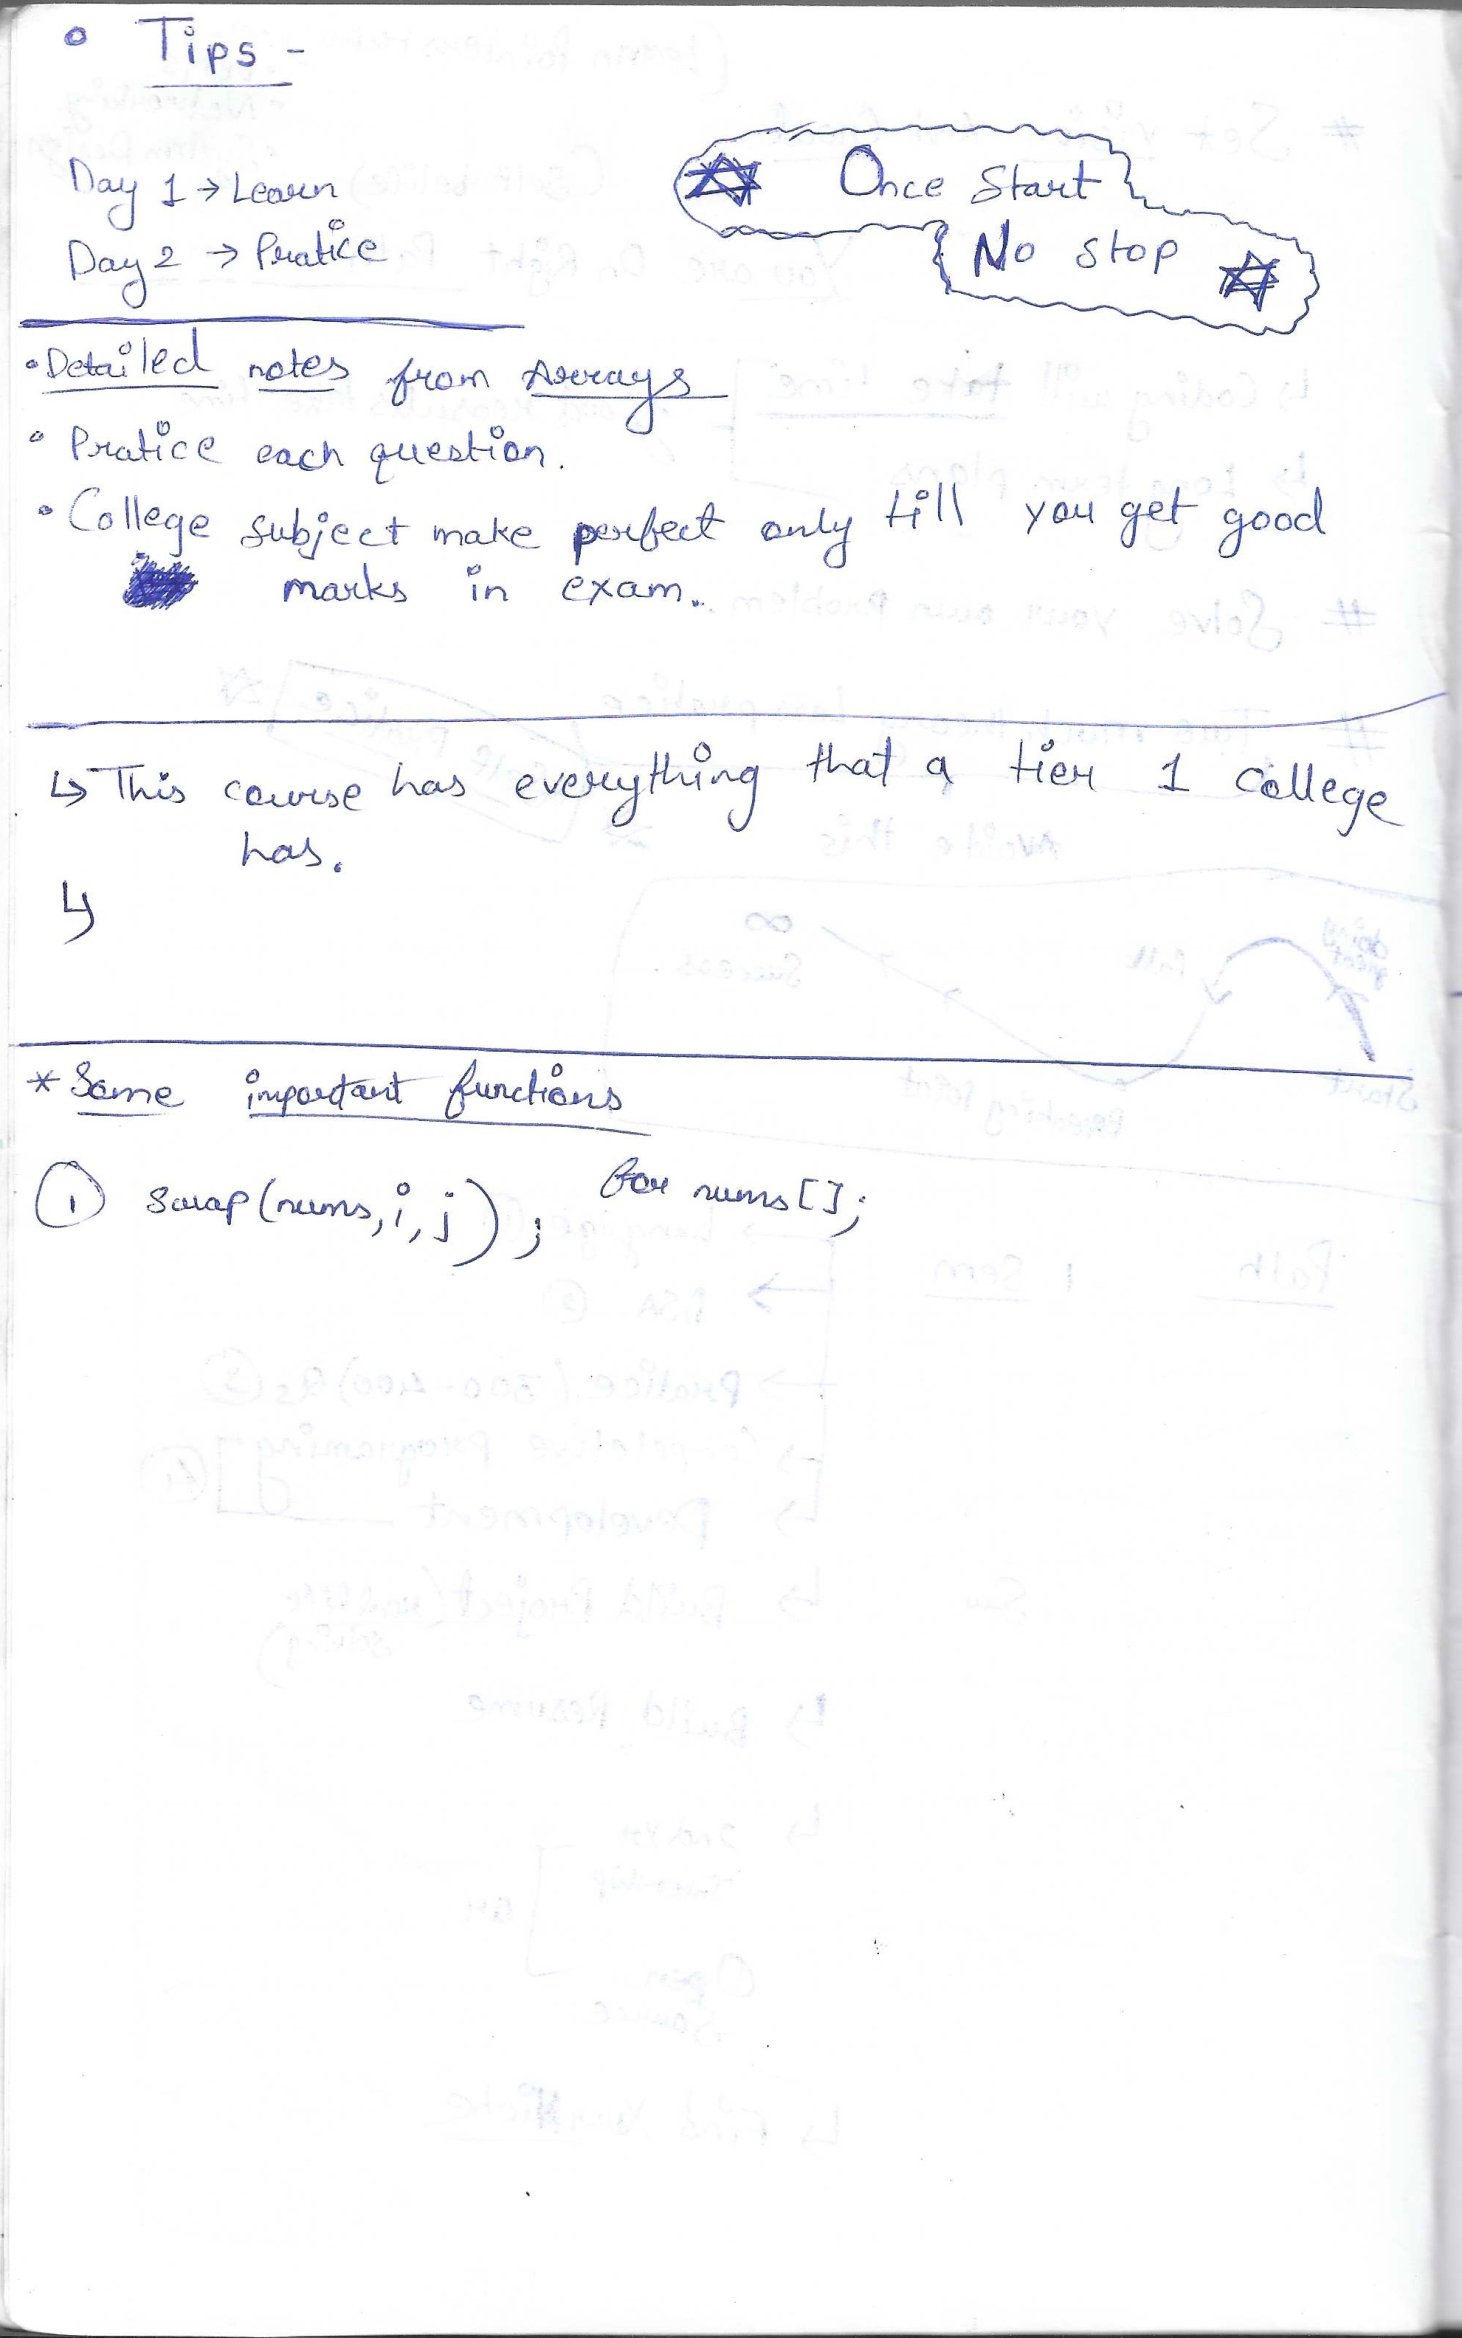 Tips -
Day 1 → Learn
Day 2 → Pratice
Once Start
No stop
• Detailed notes from Arrays
• Pratice each question.
• College subject make perfect only till you get good
marks in exam.
↳ This course has everything that a tier 1 college
has.
↳
* Some important functions
① swap(nums,i,j); for nums[];